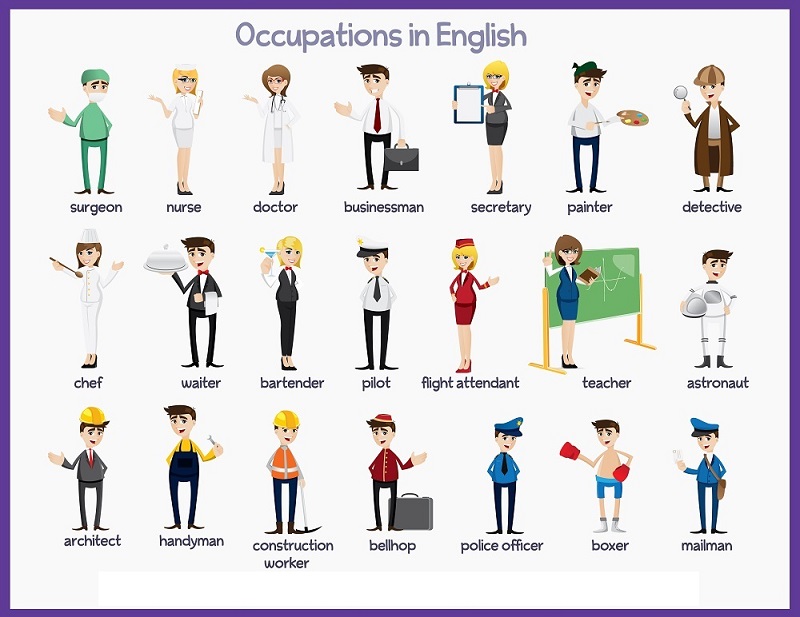 Occupations in English
surgeon nurse doctor businessman secretary painter detective
chef waiter bartender pilot flight attendant teacher astronaut
architect handyman construction bellhop police officer boxer mailman
worker